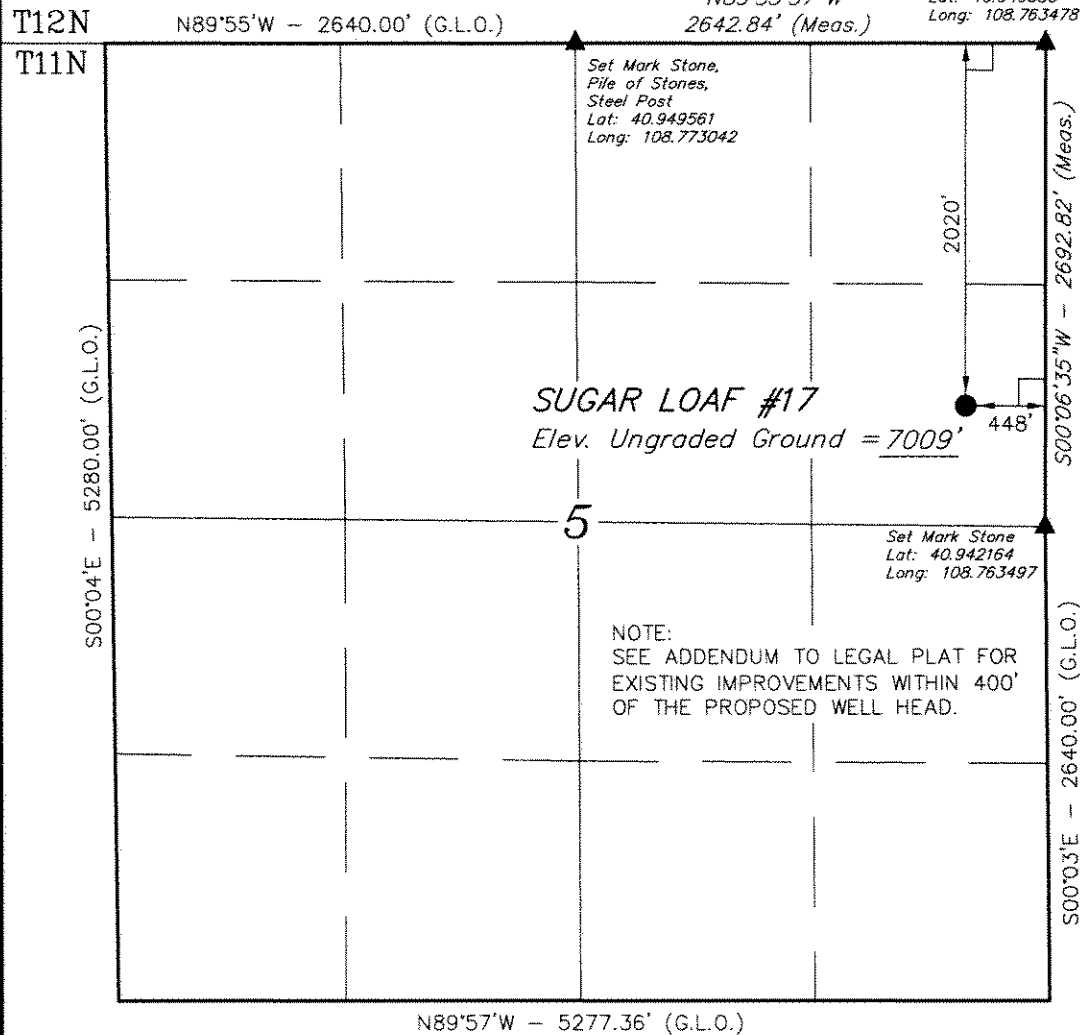 T12N
N89°55'W - 2640.00' (G.L.O.)
2642.84' (Meas.)
Long: 108.763478
T11N
Set Mark Stone,
Pile of Stones,
Steel Post
Lat: 40.949561
Long: 108.773042
S00°06'35"W - 2692.82' (Meas.)
2020'
S00°04'E - 5280.00' (G.L.O.)
SUGAR LOAF #17
Elev. Ungraded Ground = 7009'
448'
5
Set Mark Stone
Lat: 40.942164
Long: 108.763497
NOTE:
SEE ADDENDUM TO LEGAL PLAT FOR
EXISTING IMPROVEMENTS WITHIN 400'
OF THE PROPOSED WELL HEAD.
S00°03'E - 2640.00' (G.L.O.)
N89°57'W - 5277.36' (G.L.O.)